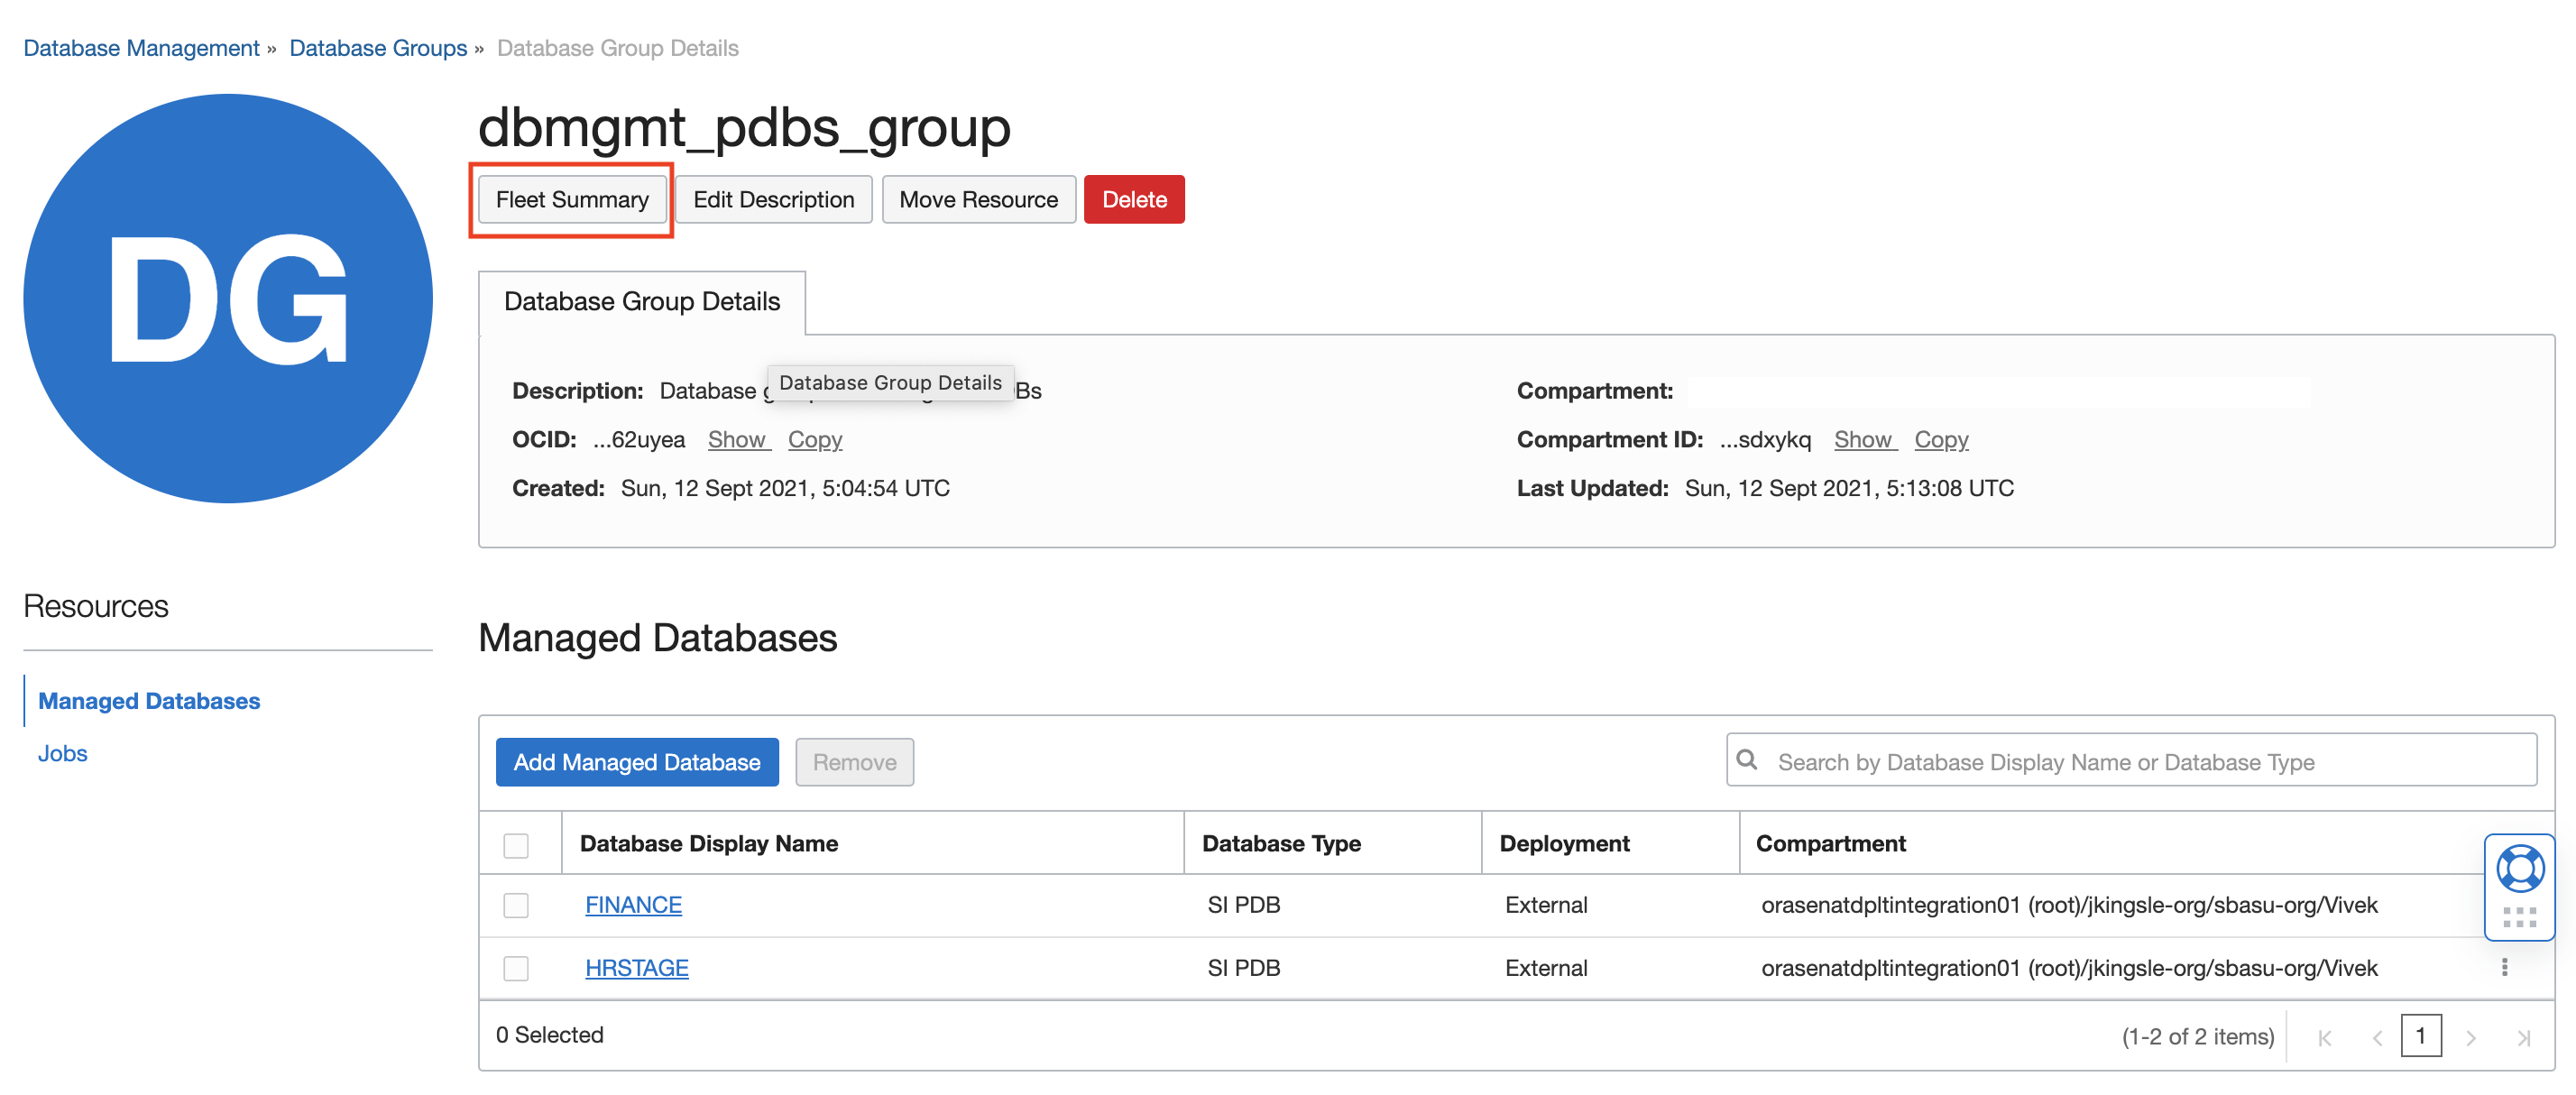 Database Management » Database Groups » Database Group Details
DG
dbmgmt_pdbs_group
Fleet Summary Edit Description Move Resource Delete
Database Group Details
Description: Database Bs
Database Group Details
Compartment:
OCID: ...62uyea Show Copy
Compartment ID: ...sdxykq Show Copy
Created: Sun, 12 Sept 2021, 5:04:54 UTC
Last Updated: Sun, 12 Sept 2021, 5:13:08 UTC
Resources
Managed Databases
Jobs
Managed Databases
Add Managed Database Remove
Search by Database Display Name or Database Type
Database Display Name Database Type Deployment Compartment
FINANCE SI PDB External orasenatdpltintegration01 (root)/jkingsle-org/sbasu-org/Vivek
HRSTAGE SI PDB External orasenatdpltintegration01 (root)/jkingsle-org/sbasu-org/Vivek
0 Selected
(1-2 of 2 items) 1